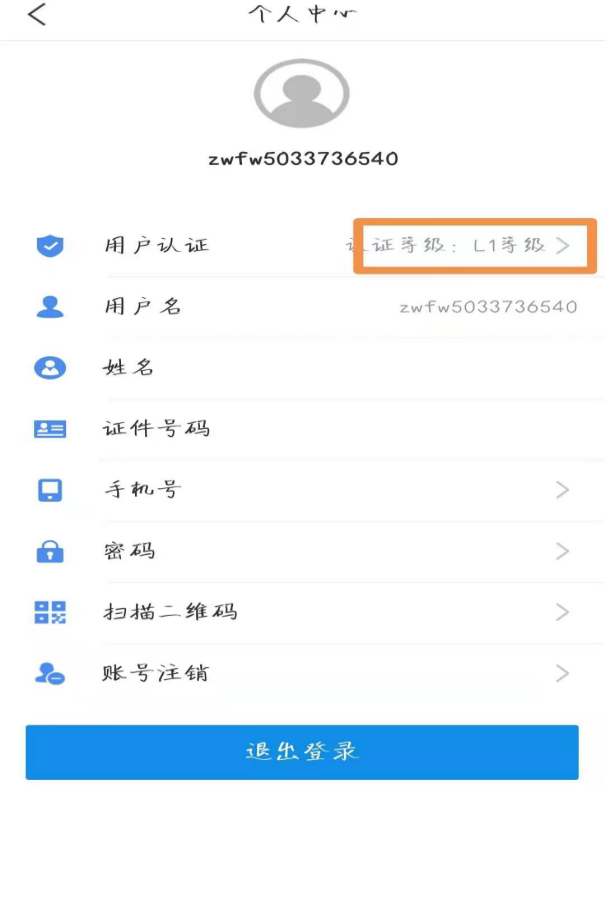 个人中心
zwfw5033736540
用户认证 认证等级：L1等级
用户名 zwfw5033736540
姓名
证件号码
手机号
密码
扫描二维码
账号注销
退出登录